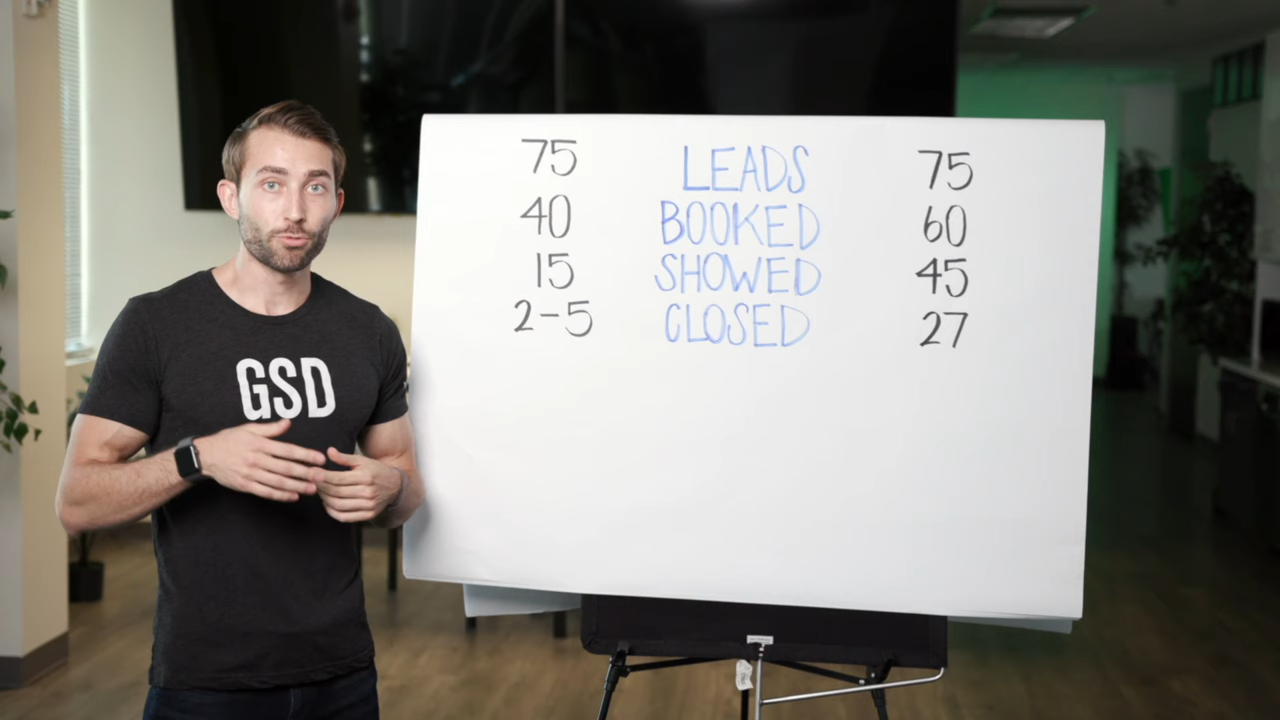 75 LEADS 75
40 BOOKED 60
15 SHOWED 45
2-5 CLOSED 27
GSD